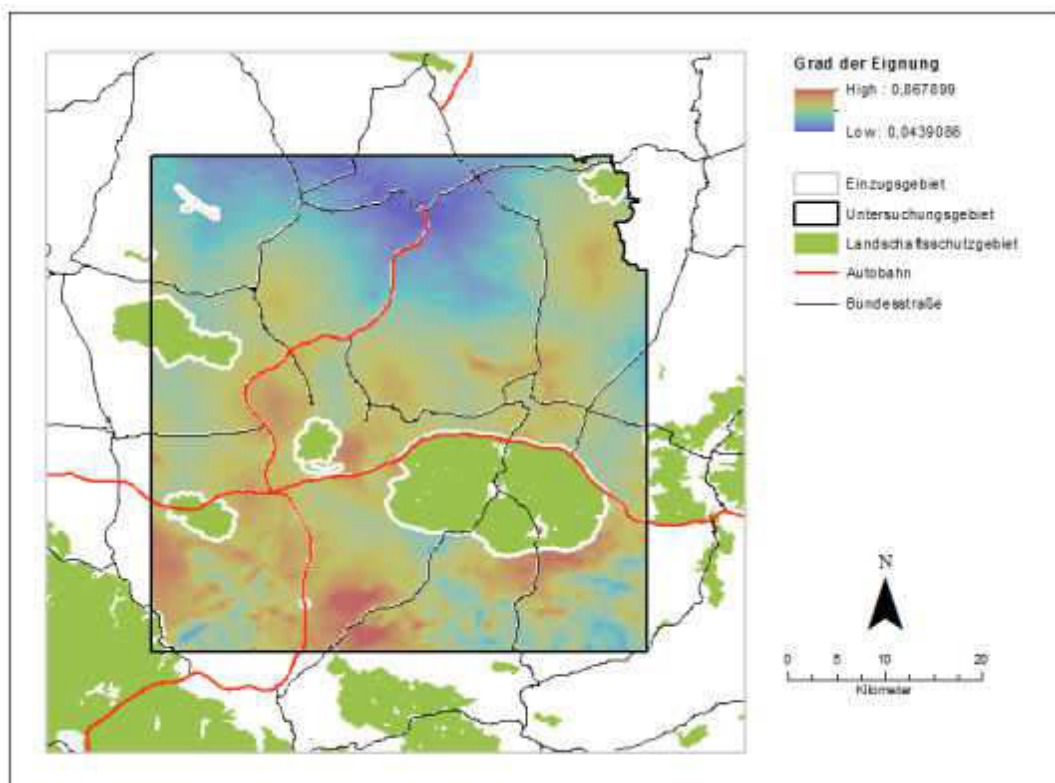 Grad der Eignung
High : 0,867899
Low: 0,0439086
Einzugsgebiet
Untersuchungsgebiet
Landschaftsschutzgebiet
Autobahn
Bundesstraße
N
0 5 10 20
Kilometer